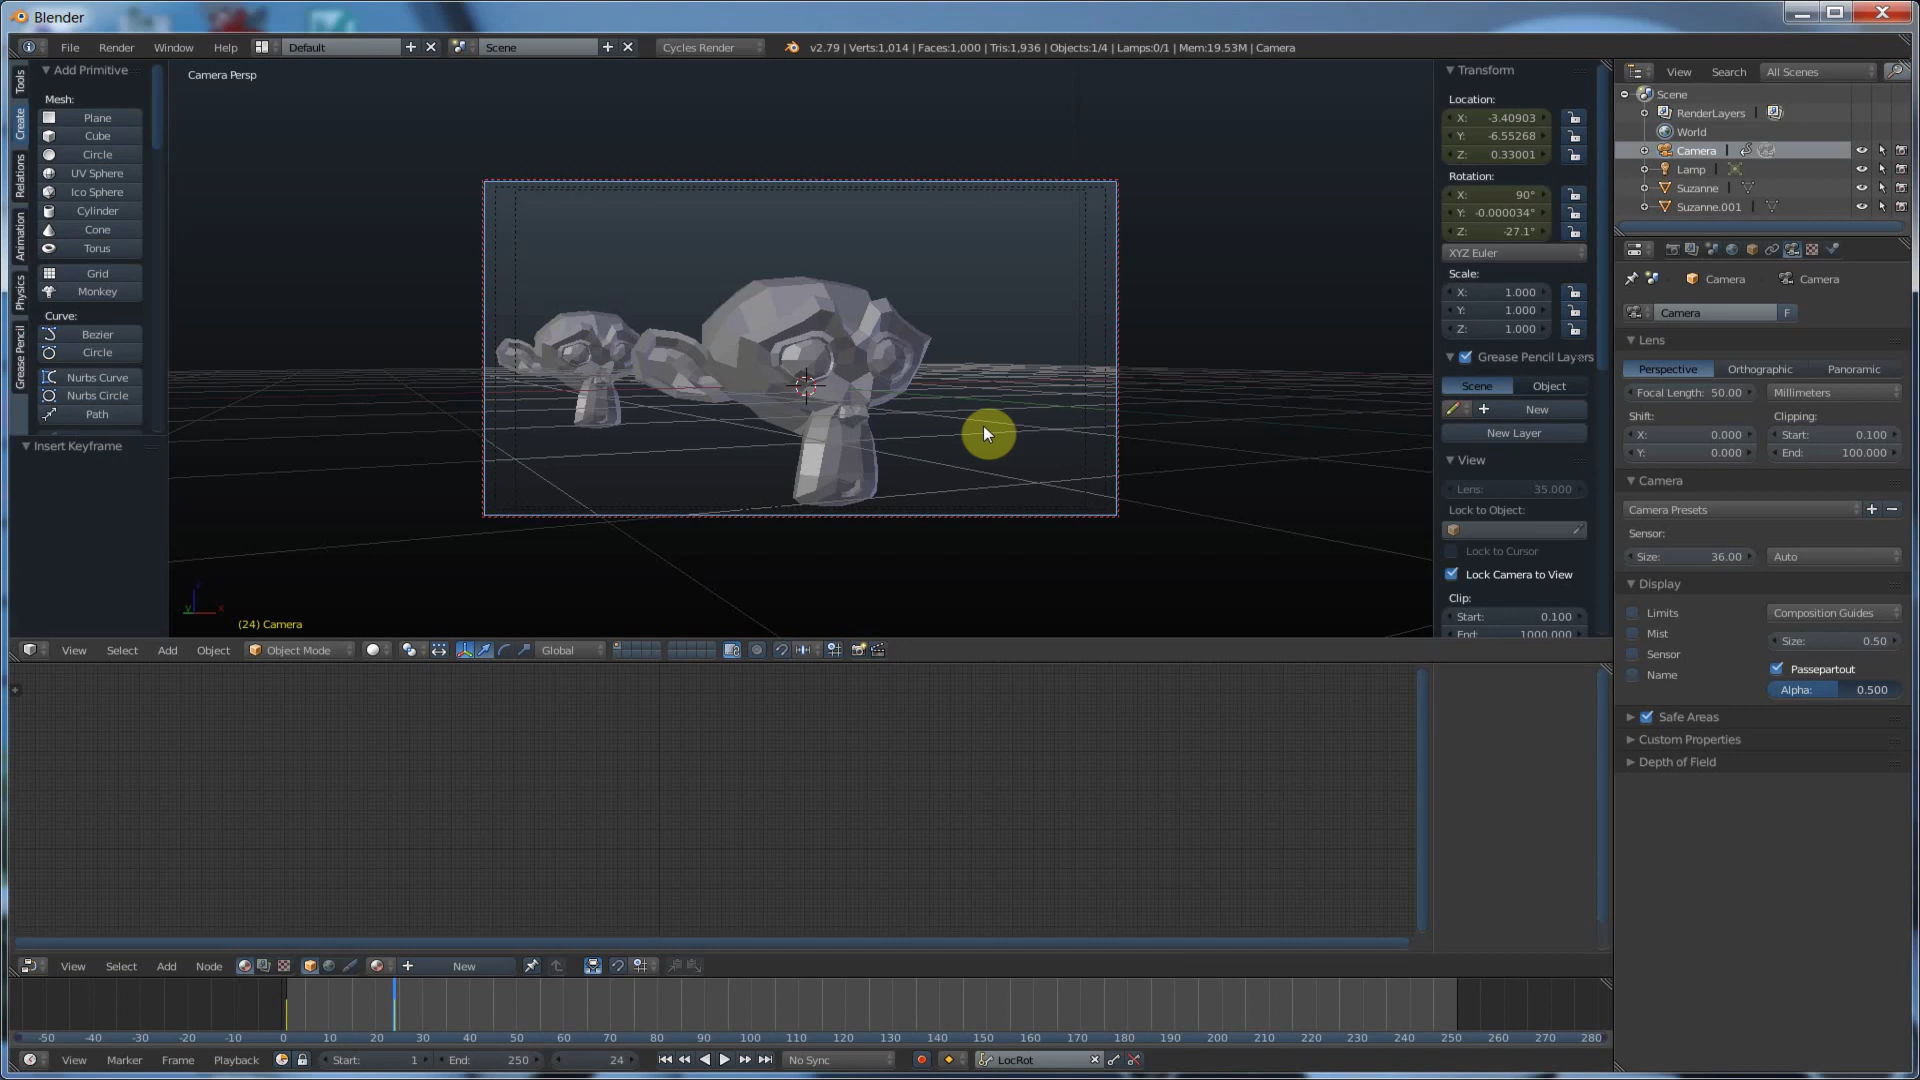 Blender
File Render Window Help Default Scene Cycles Render v2.79 | Verts:1,014 | Faces:1,000 | Tris:1,936 | Objects:1/4 | Lamps:0/1 | Mem:19.53M | Camera
Tools
Create
Relations
Animation
Physics
Grease Pencil
Add Primitive
Mesh:
Plane
Cube
Circle
UV Sphere
Ico Sphere
Cylinder
Cone
Torus
Grid
Monkey
Curve:
Bezier
Circle
Nurbs Curve
Nurbs Circle
Path
Insert Keyframe
Camera Persp
(24) Camera
Transform
Location:
X: -3.40903
Y: -6.55268
Z: 0.33001
Rotation:
X: 90°
Y: -0.000034°
Z: -27.1°
XYZ Euler
Scale:
X: 1.000
Y: 1.000
Z: 1.000
Grease Pencil Layers
Scene Object
New
New Layer
View
Lens: 35.000
Lock to Object:
Lock to Cursor
Lock Camera to View
Clip:
Start: 0.100
End: 1000.000
View Search All Scenes
Scene
RenderLayers
World
Camera
Lamp
Suzanne
Suzanne.001
Camera Camera
Camera F
Lens
Perspective Orthographic Panoramic
Focal Length: 50.00 Millimeters
Shift: Clipping:
X: 0.000 Start: 0.100
Y: 0.000 End: 100.000
Camera
Camera Presets
Sensor:
Size: 36.00 Auto
Display
Limits Composition Guides
Mist Size: 0.50
Sensor Passepartout
Name Alpha: 0.500
Safe Areas
Custom Properties
Depth of Field
View Select Add Object Object Mode Global
View Select Add Node New
-50 -40 -30 -20 -10 0 10 20 30 40 50 60 70 80 90 100 110 120 130 140 150 160 170 180 190 200 210 220 230 240 250 260 270 280
View Marker Frame Playback Start: 1 End: 250 24 No Sync LocRot